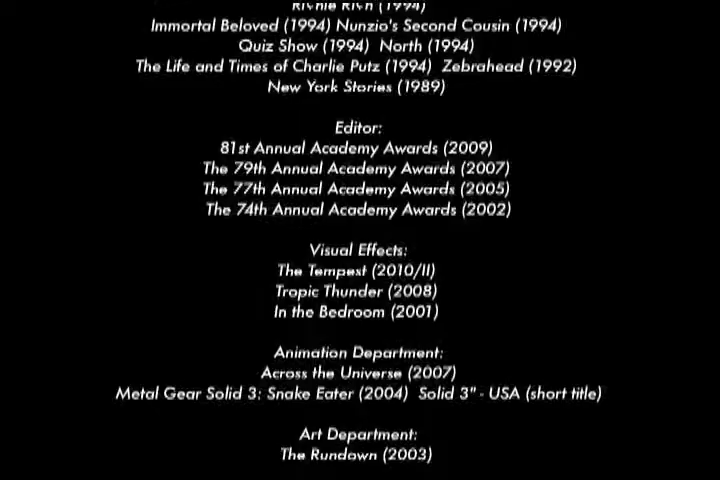 Richie Rich (1994)
Immortal Beloved (1994) Nunzio's Second Cousin (1994)
Quiz Show (1994) North (1994)
The Life and Times of Charlie Putz (1994) Zebrahead (1992)
New York Stories (1989)
Editor:
81st Annual Academy Awards (2009)
The 79th Annual Academy Awards (2007)
The 77th Annual Academy Awards (2005)
The 74th Annual Academy Awards (2002)
Visual Effects:
The Tempest (2010/II)
Tropic Thunder (2008)
In the Bedroom (2001)
Animation Department:
Across the Universe (2007)
Metal Gear Solid 3: Snake Eater (2004) Solid 3" - USA (short title)
Art Department:
The Rundown (2003)